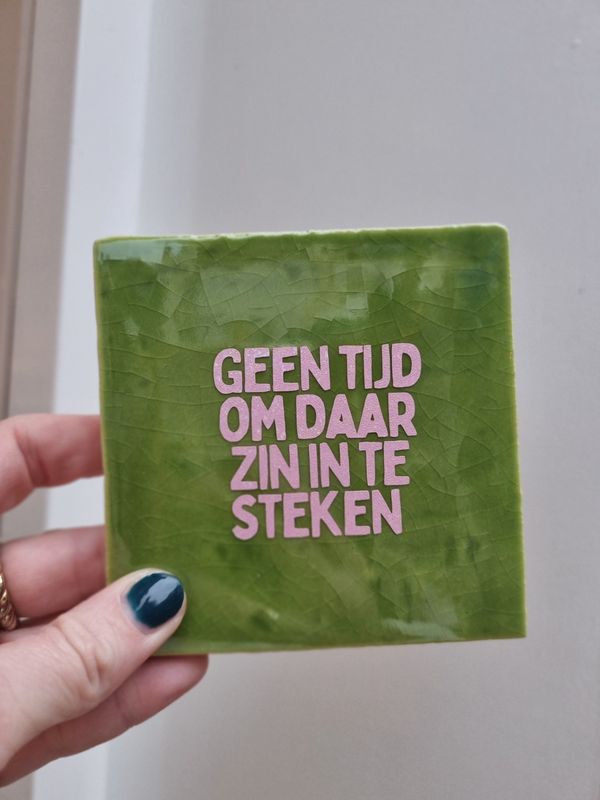 GEEN TIJD
OM DAAR
ZIN IN TE
STEKEN